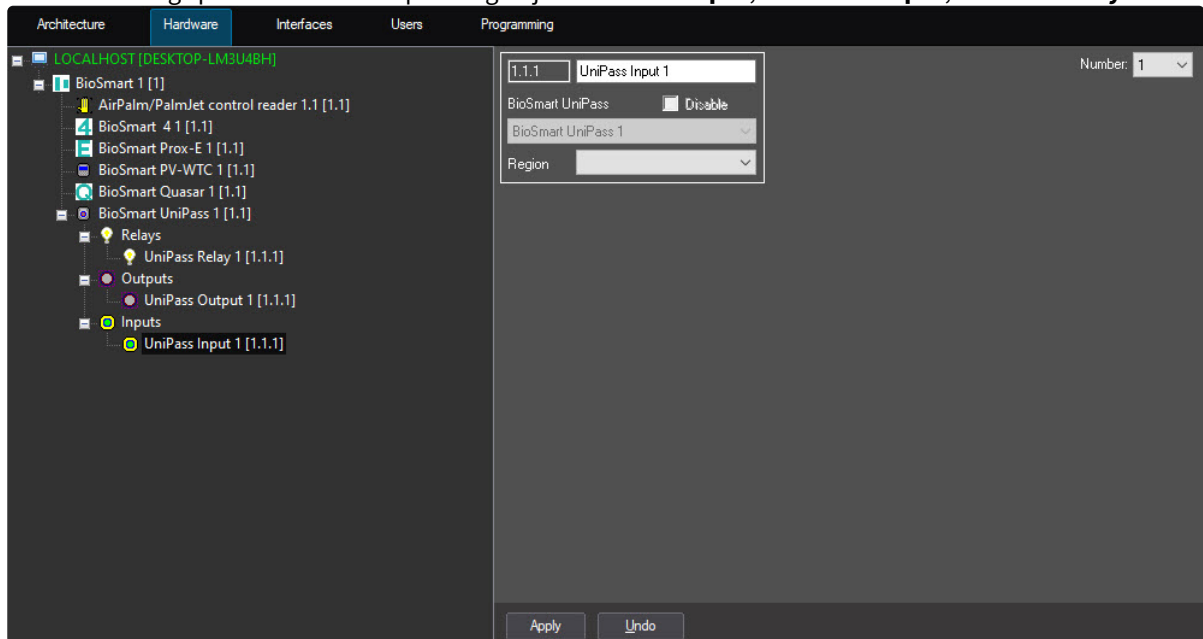 Architecture Hardware Interfaces Users Programming
LOCALHOST [DESKTOP-LM3U4BH]
BioSmart 1 [1]
AirPalm/PalmJet control reader 1.1 [1.1]
BioSmart 4 1 [1.1]
BioSmart Prox-E 1 [1.1]
BioSmart PV-WTC 1 [1.1]
BioSmart Quasar 1 [1.1]
BioSmart UniPass 1 [1.1]
Relays
UniPass Relay 1 [1.1.1]
Outputs
UniPass Output 1 [1.1.1]
Inputs
UniPass Input 1 [1.1.1]
1.1.1 UniPass Input 1
BioSmart UniPass Disable
BioSmart UniPass 1
Region
Number: 1
Apply Undo